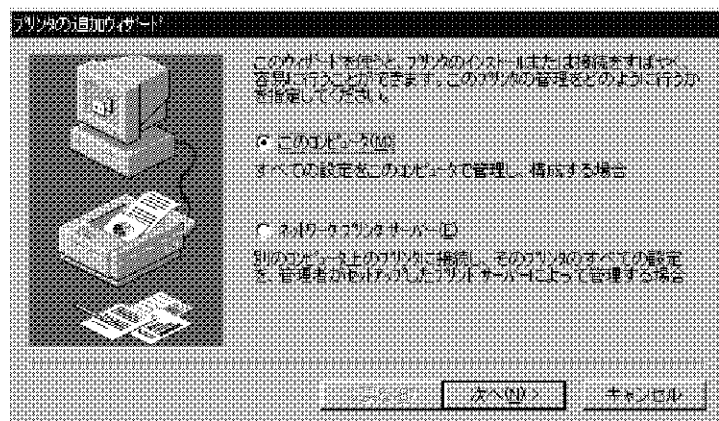 プリンタの追加ウィザード
このウィザードを使うと、プリンタのインストールまたは接続をすばやく、
容易に行うことができます。このプリンタの管理をどのように行うか
を指定してください。
このコンピュータ(M)
すべての設定をこのコンピュータで管理し、構成する場合
ネットワーク プリンタ サーバー(E)
別のコンピュータ上のプリンタに接続し、そのプリンタのすべての設定
を、管理者がセットアップしたプリント サーバーによって管理する場合
次へ(N)>
キャンセル